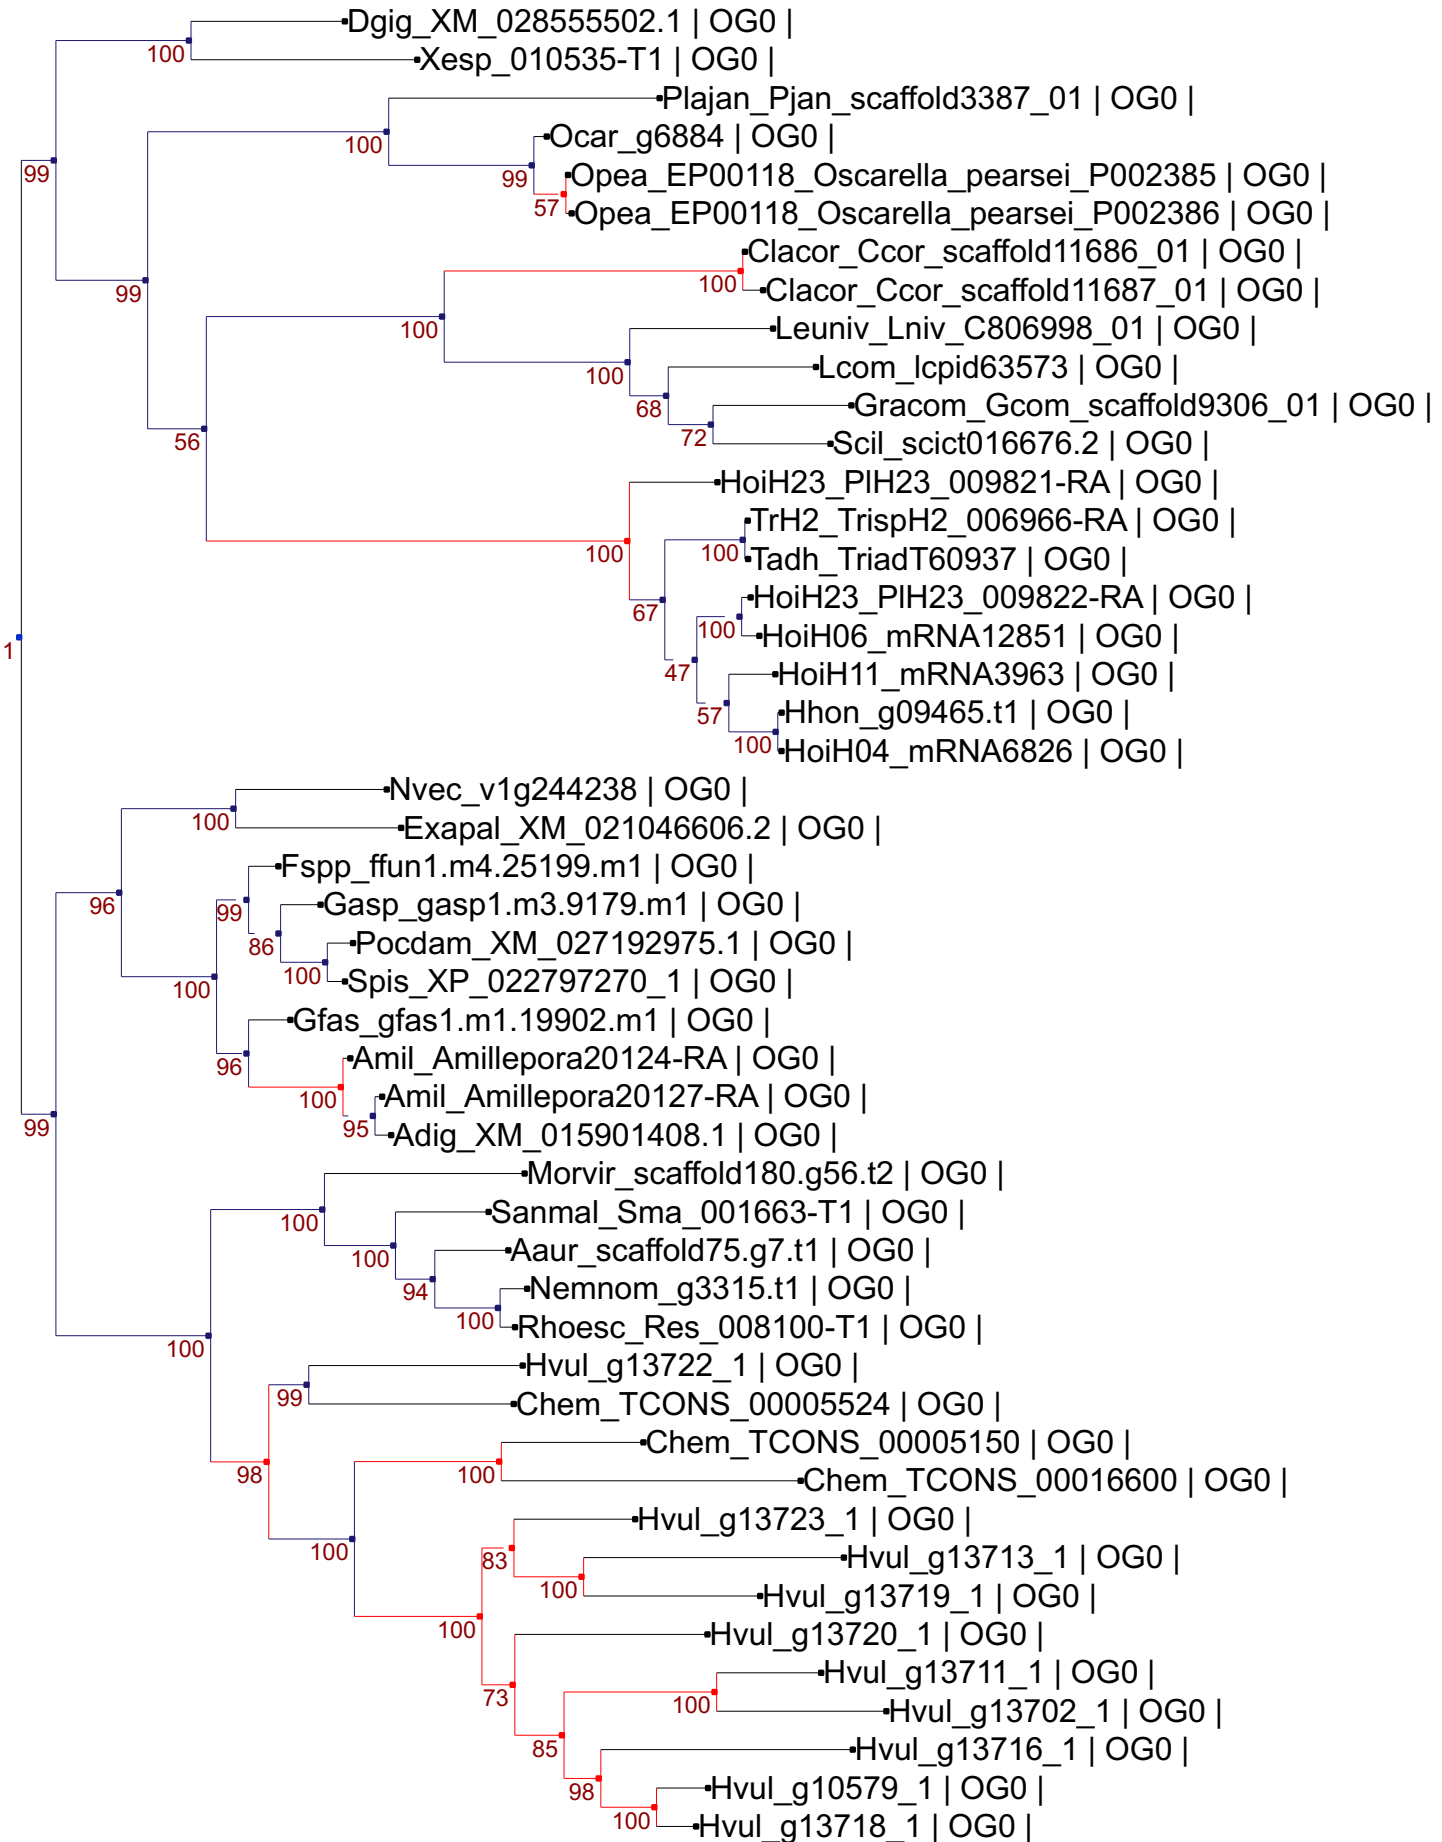 Dgig_XM_028555502.1 | OG0 |
100
Xesp_010535-T1 | OG0 |
Plajan_Pjan_scaffold3387_01 | OG0 |
100
Ocar_g6884 | OG0 |
99
99
Opea_EP00118_Oscarella_pearsei_P002385 | OG0 |
57
Opea_EP00118_Oscarella_pearsei_P002386 | OG0 |
Clacor_Ccor_scaffold11686_01 | OG0 |
100
99
Clacor_Ccor_scaffold11687_01 | OG0 |
100
Leuniv_Lniv_C806998_01 | OG0 |
100
Lcom_lcpid63573 | OG0 |
68
Gracom_Gcom_scaffold9306_01 | OG0 |
72
56
Scil_scict016676.2 | OG0 |
HoiH23_PlH23_009821-RA | OG0 |
TrH2_TrispH2_006966-RA | OG0 |
100
100
Tadh_TriadT60937 | OG0 |
HoiH23_PlH23_009822-RA | OG0 |
67
100
HoiH06_mRNA12851 | OG0 |
1
47
HoiH11_mRNA3963 | OG0 |
57
Hhon_g09465.t1 | OG0 |
100
HoiH04_mRNA6826 | OG0 |
Nvec_v1g244238 | OG0 |
100
Exapal_XM_021046606.2 | OG0 |
Fspp_ffun1.m4.25199.m1 | OG0 |
96
99
Gasp_gasp1.m3.9179.m1 | OG0 |
86
Pocdam_XM_027192975.1 | OG0 |
100
100
Spis_XP_022797270_1 | OG0 |
Gfas_gfas1.m1.19902.m1 | OG0 |
96
Amil_Amillepora20124-RA | OG0 |
100
Amil_Amillepora20127-RA | OG0 |
99
95
Adig_XM_015901408.1 | OG0 |
Morvir_scaffold180.g56.t2 | OG0 |
100
Sanmal_Sma_001663-T1 | OG0 |
100
Aaur_scaffold75.g7.t1 | OG0 |
94
Nemnom_g3315.t1 | OG0 |
100
Rhoesc_Res_008100-T1 | OG0 |
100
Hvul_g13722_1 | OG0 |
99
Chem_TCONS_00005524 | OG0 |
Chem_TCONS_00005150 | OG0 |
98
100
Chem_TCONS_00016600 | OG0 |
Hvul_g13723_1 | OG0 |
100
83
Hvul_g13713_1 | OG0 |
100
Hvul_g13719_1 | OG0 |
100
Hvul_g13720_1 | OG0 |
Hvul_g13711_1 | OG0 |
73
100
Hvul_g13702_1 | OG0 |
85
Hvul_g13716_1 | OG0 |
98
Hvul_g10579_1 | OG0 |
100
Hvul_g13718_1 | OG0 |